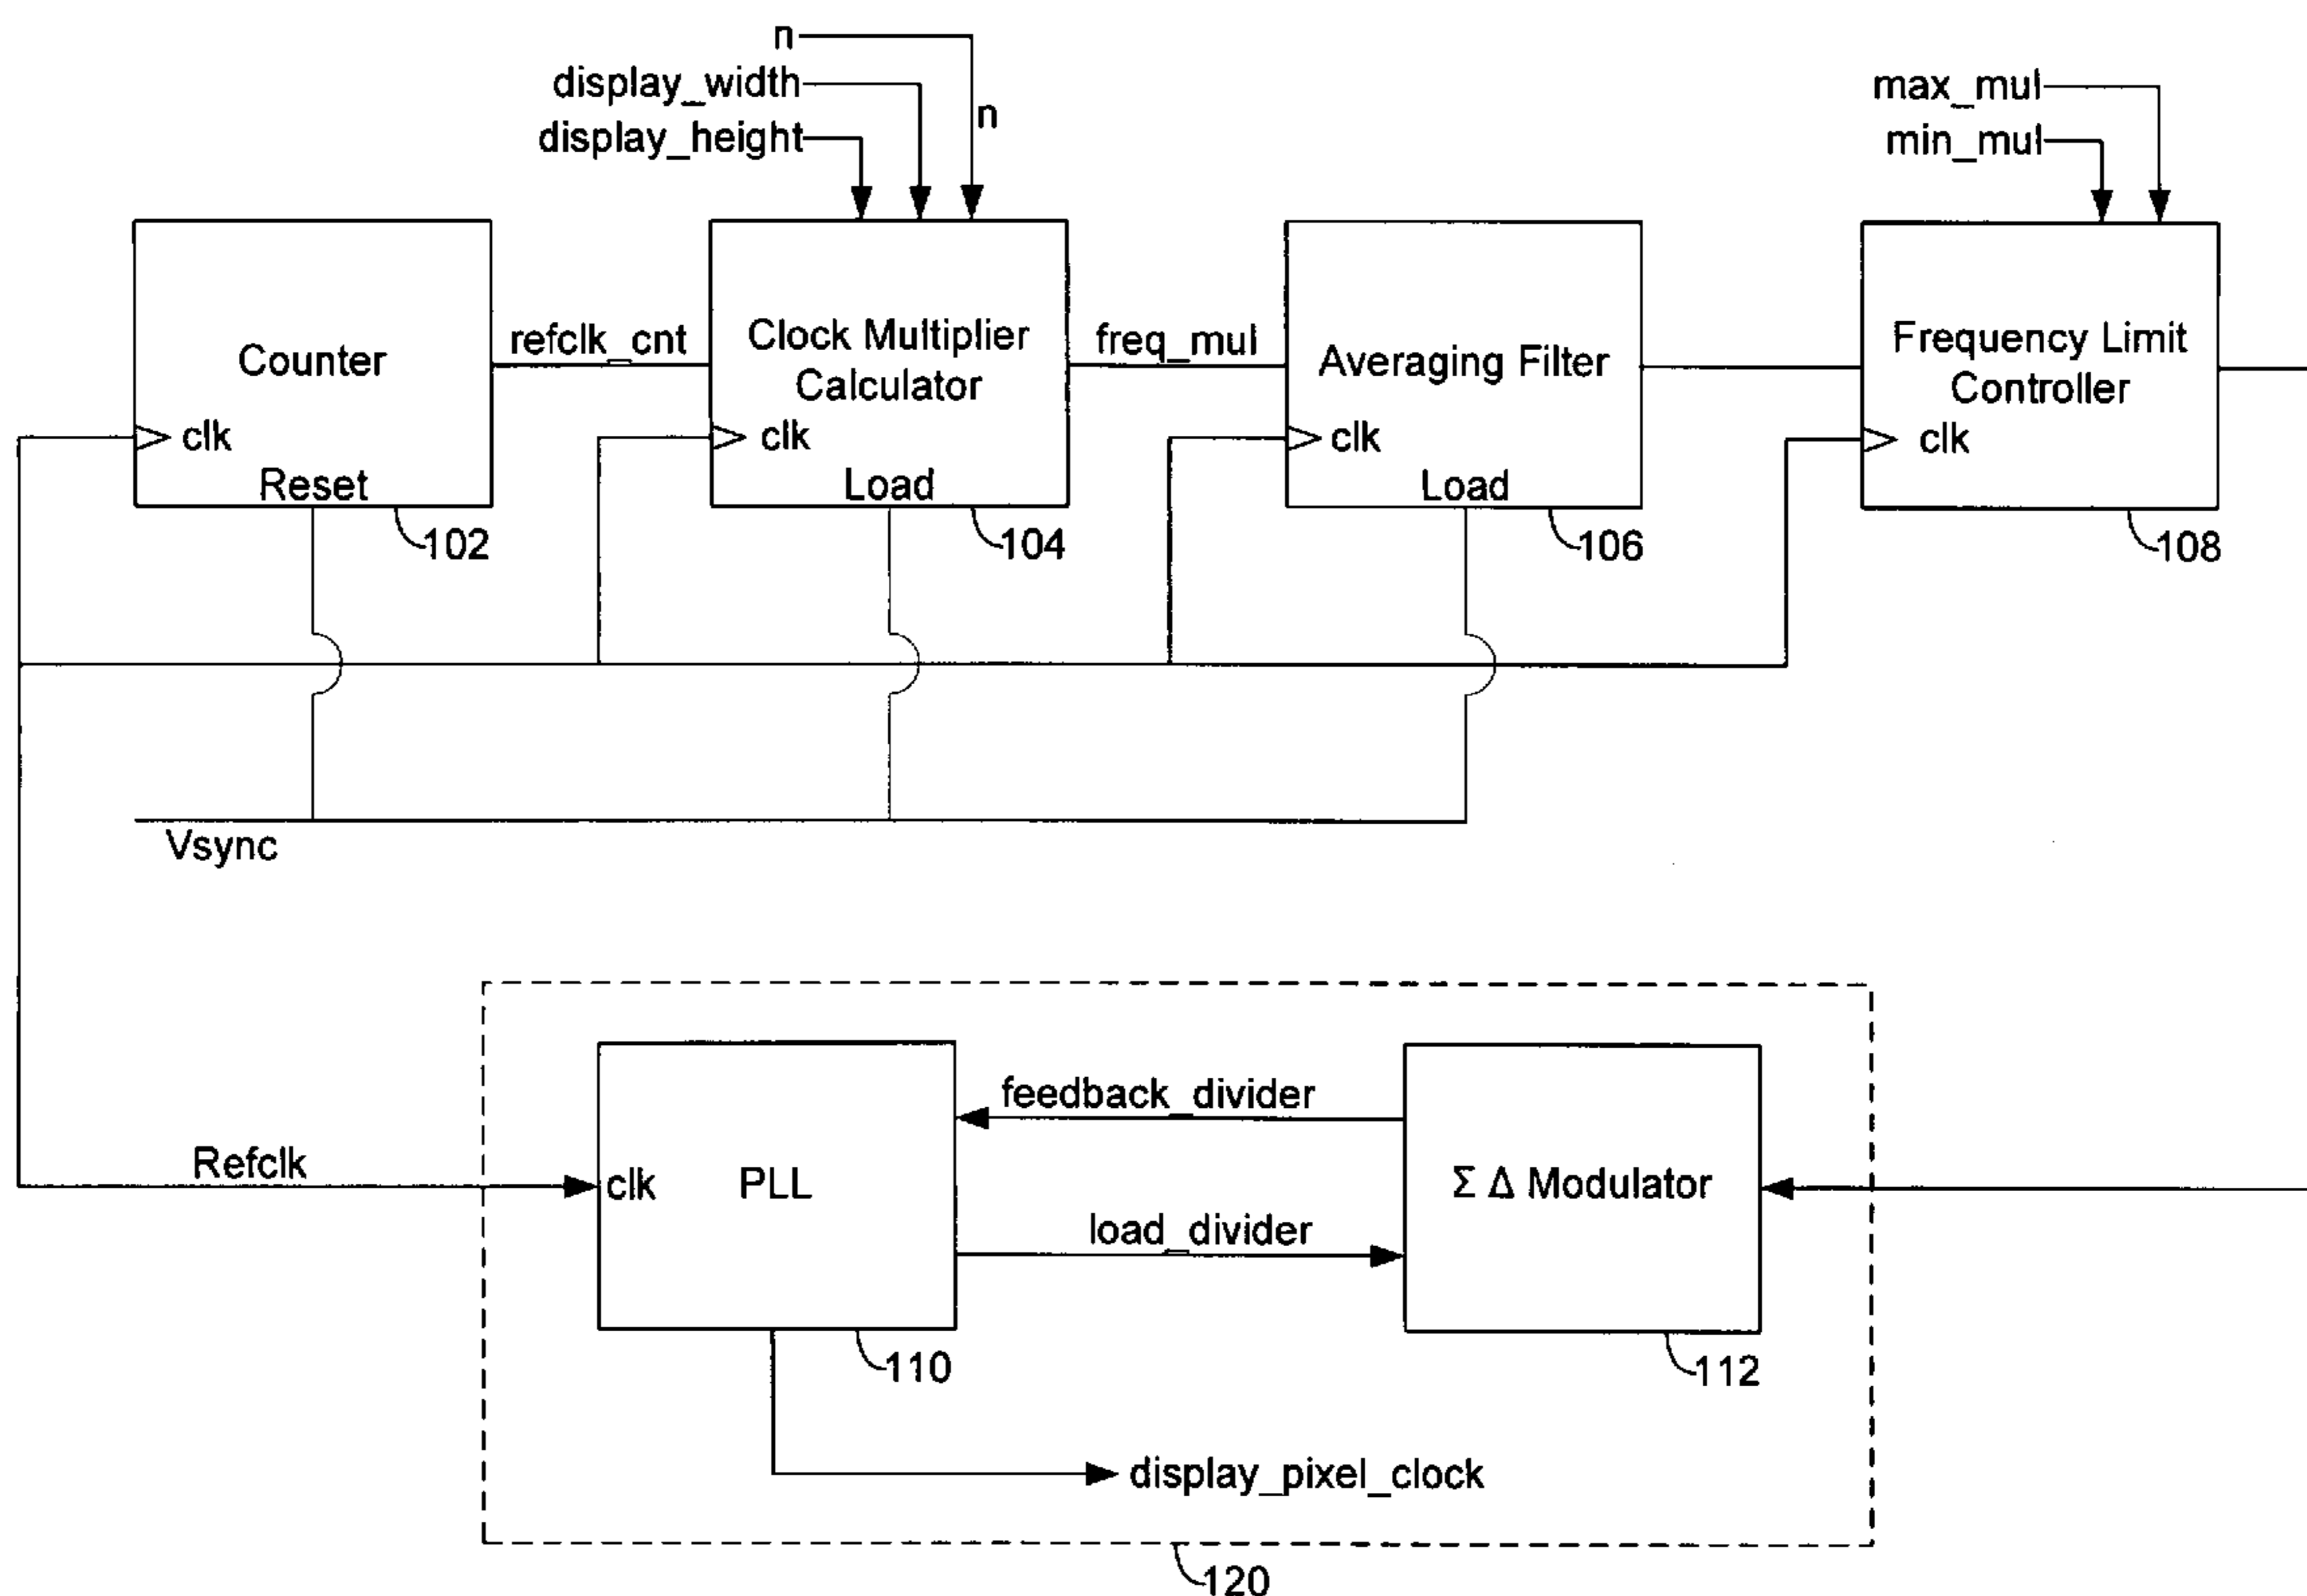 n
display_width
n
display_height
max_mul
min_mul
Counter
refclk_cnt
Clock Multiplier
Calculator
freq_mul
Averaging Filter
Frequency Limit
Controller
clk
clk
clk
clk
Reset
Load
Load
102
104
106
108
Vsync
feedback_divider
Refclk
clk
PLL
Σ Δ Modulator
load_divider
110
112
display_pixel_clock
120